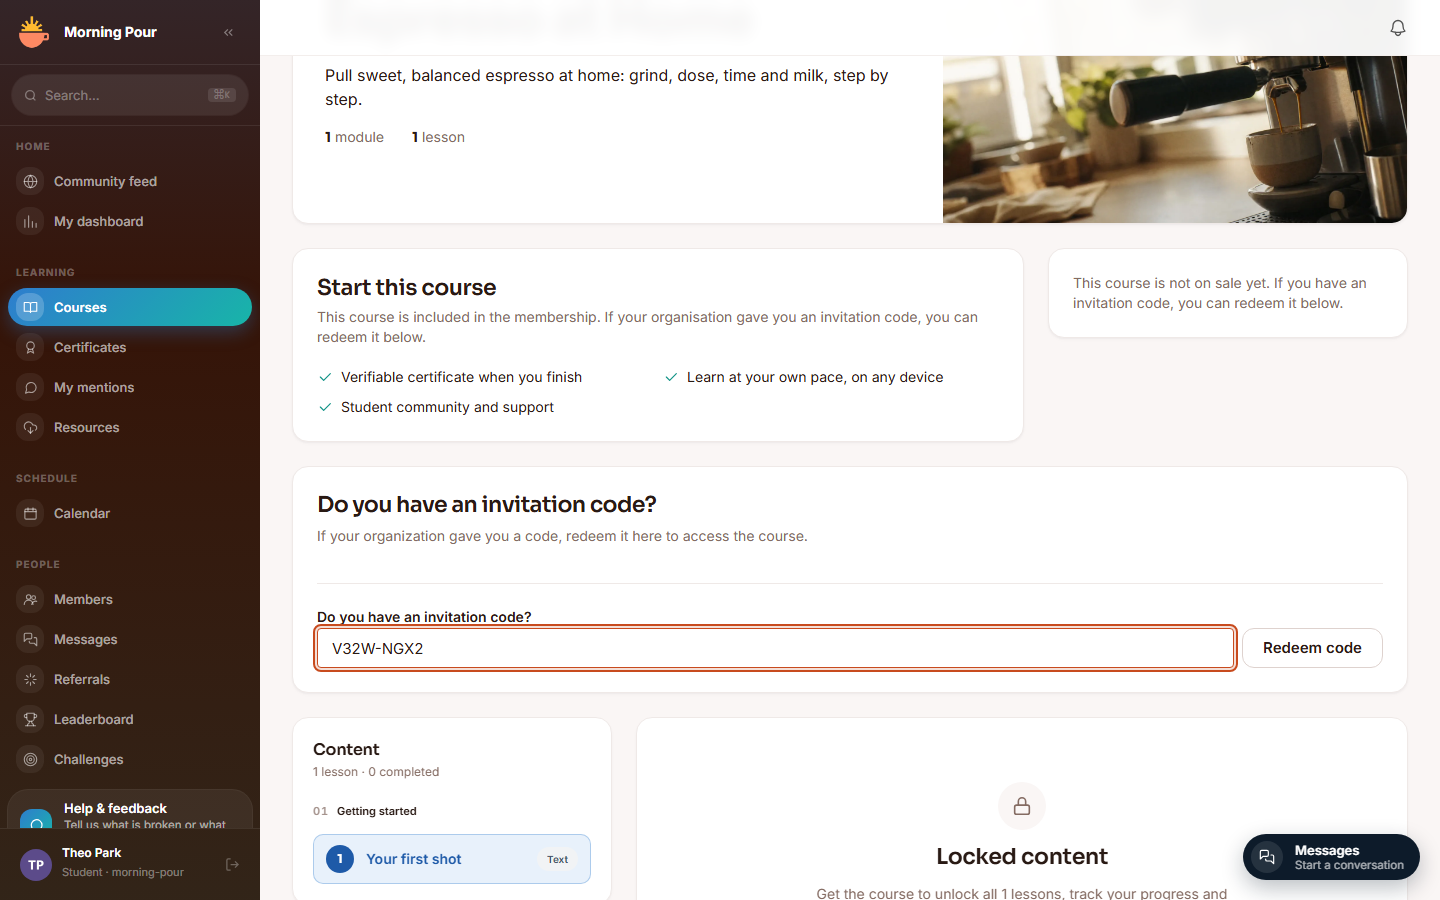 Morning Pour
Search...
⌘K
HOME
Community feed
My dashboard
LEARNING
Courses
Certificates
My mentions
Resources
SCHEDULE
Calendar
PEOPLE
Members
Messages
Referrals
Leaderboard
Challenges
Help & feedback
Tell us what is broken or what
TP
Theo Park
Student · morning-pour
Espresso at Home
Pull sweet, balanced espresso at home: grind, dose, time and milk, step by
step.
1 module
1 lesson
Start this course
This course is included in the membership. If your organisation gave you an invitation code, you can
redeem it below.
Verifiable certificate when you finish
Learn at your own pace, on any device
Student community and support
This course is not on sale yet. If you have an
invitation code, you can redeem it below.
Do you have an invitation code?
If your organization gave you a code, redeem it here to access the course.
Do you have an invitation code?
V32W-NGX2
Redeem code
Content
1 lesson · 0 completed
01 Getting started
1 Your first shot
Text
Locked content
Get the course to unlock all 1 lessons, track your progress and
Messages
Start a conversation